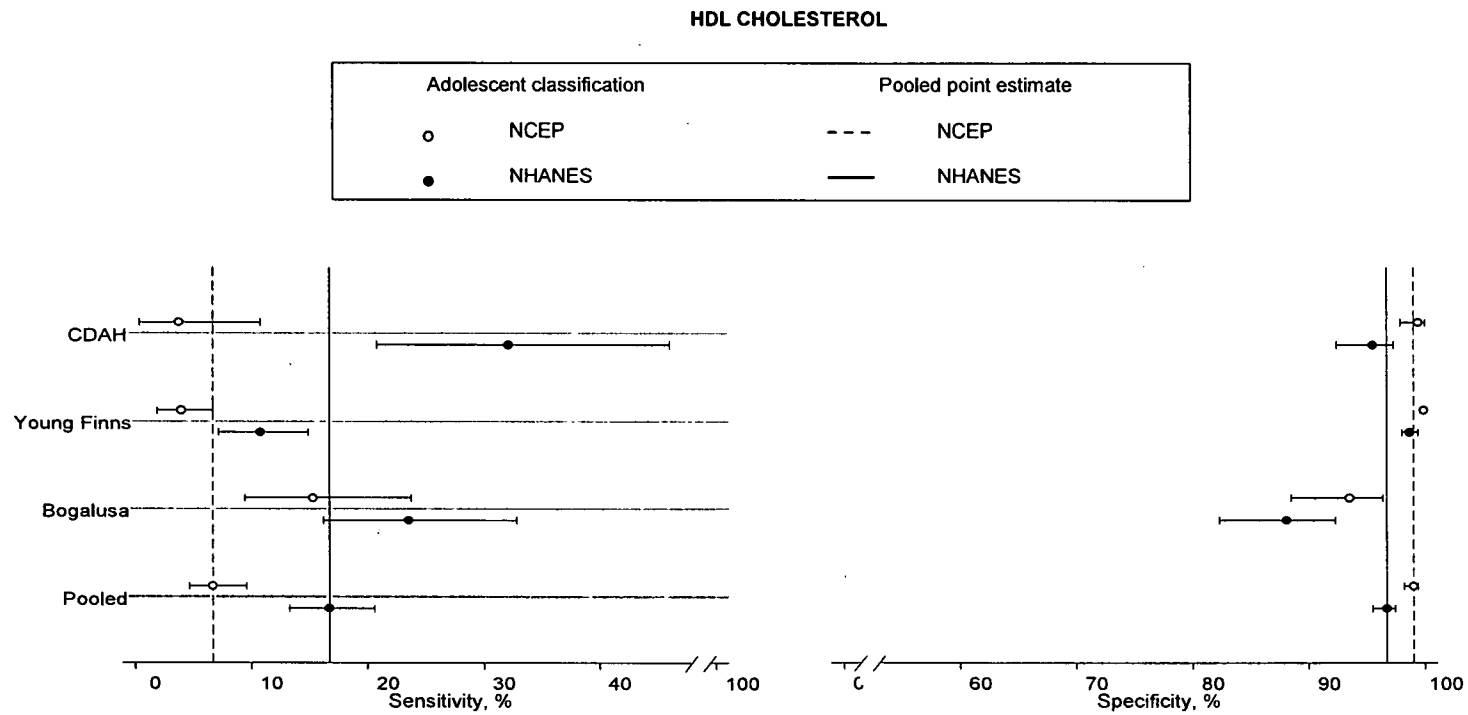 HDL CHOLESTEROL
Adolescent classification Pooled point estimate
NCEP NCEP
NHANES NHANES
CDAH
Young Finns
Bogalusa
Pooled
0 10 20 30 40 100 60 70 80 90 100
Sensitivity, % Specificity, %